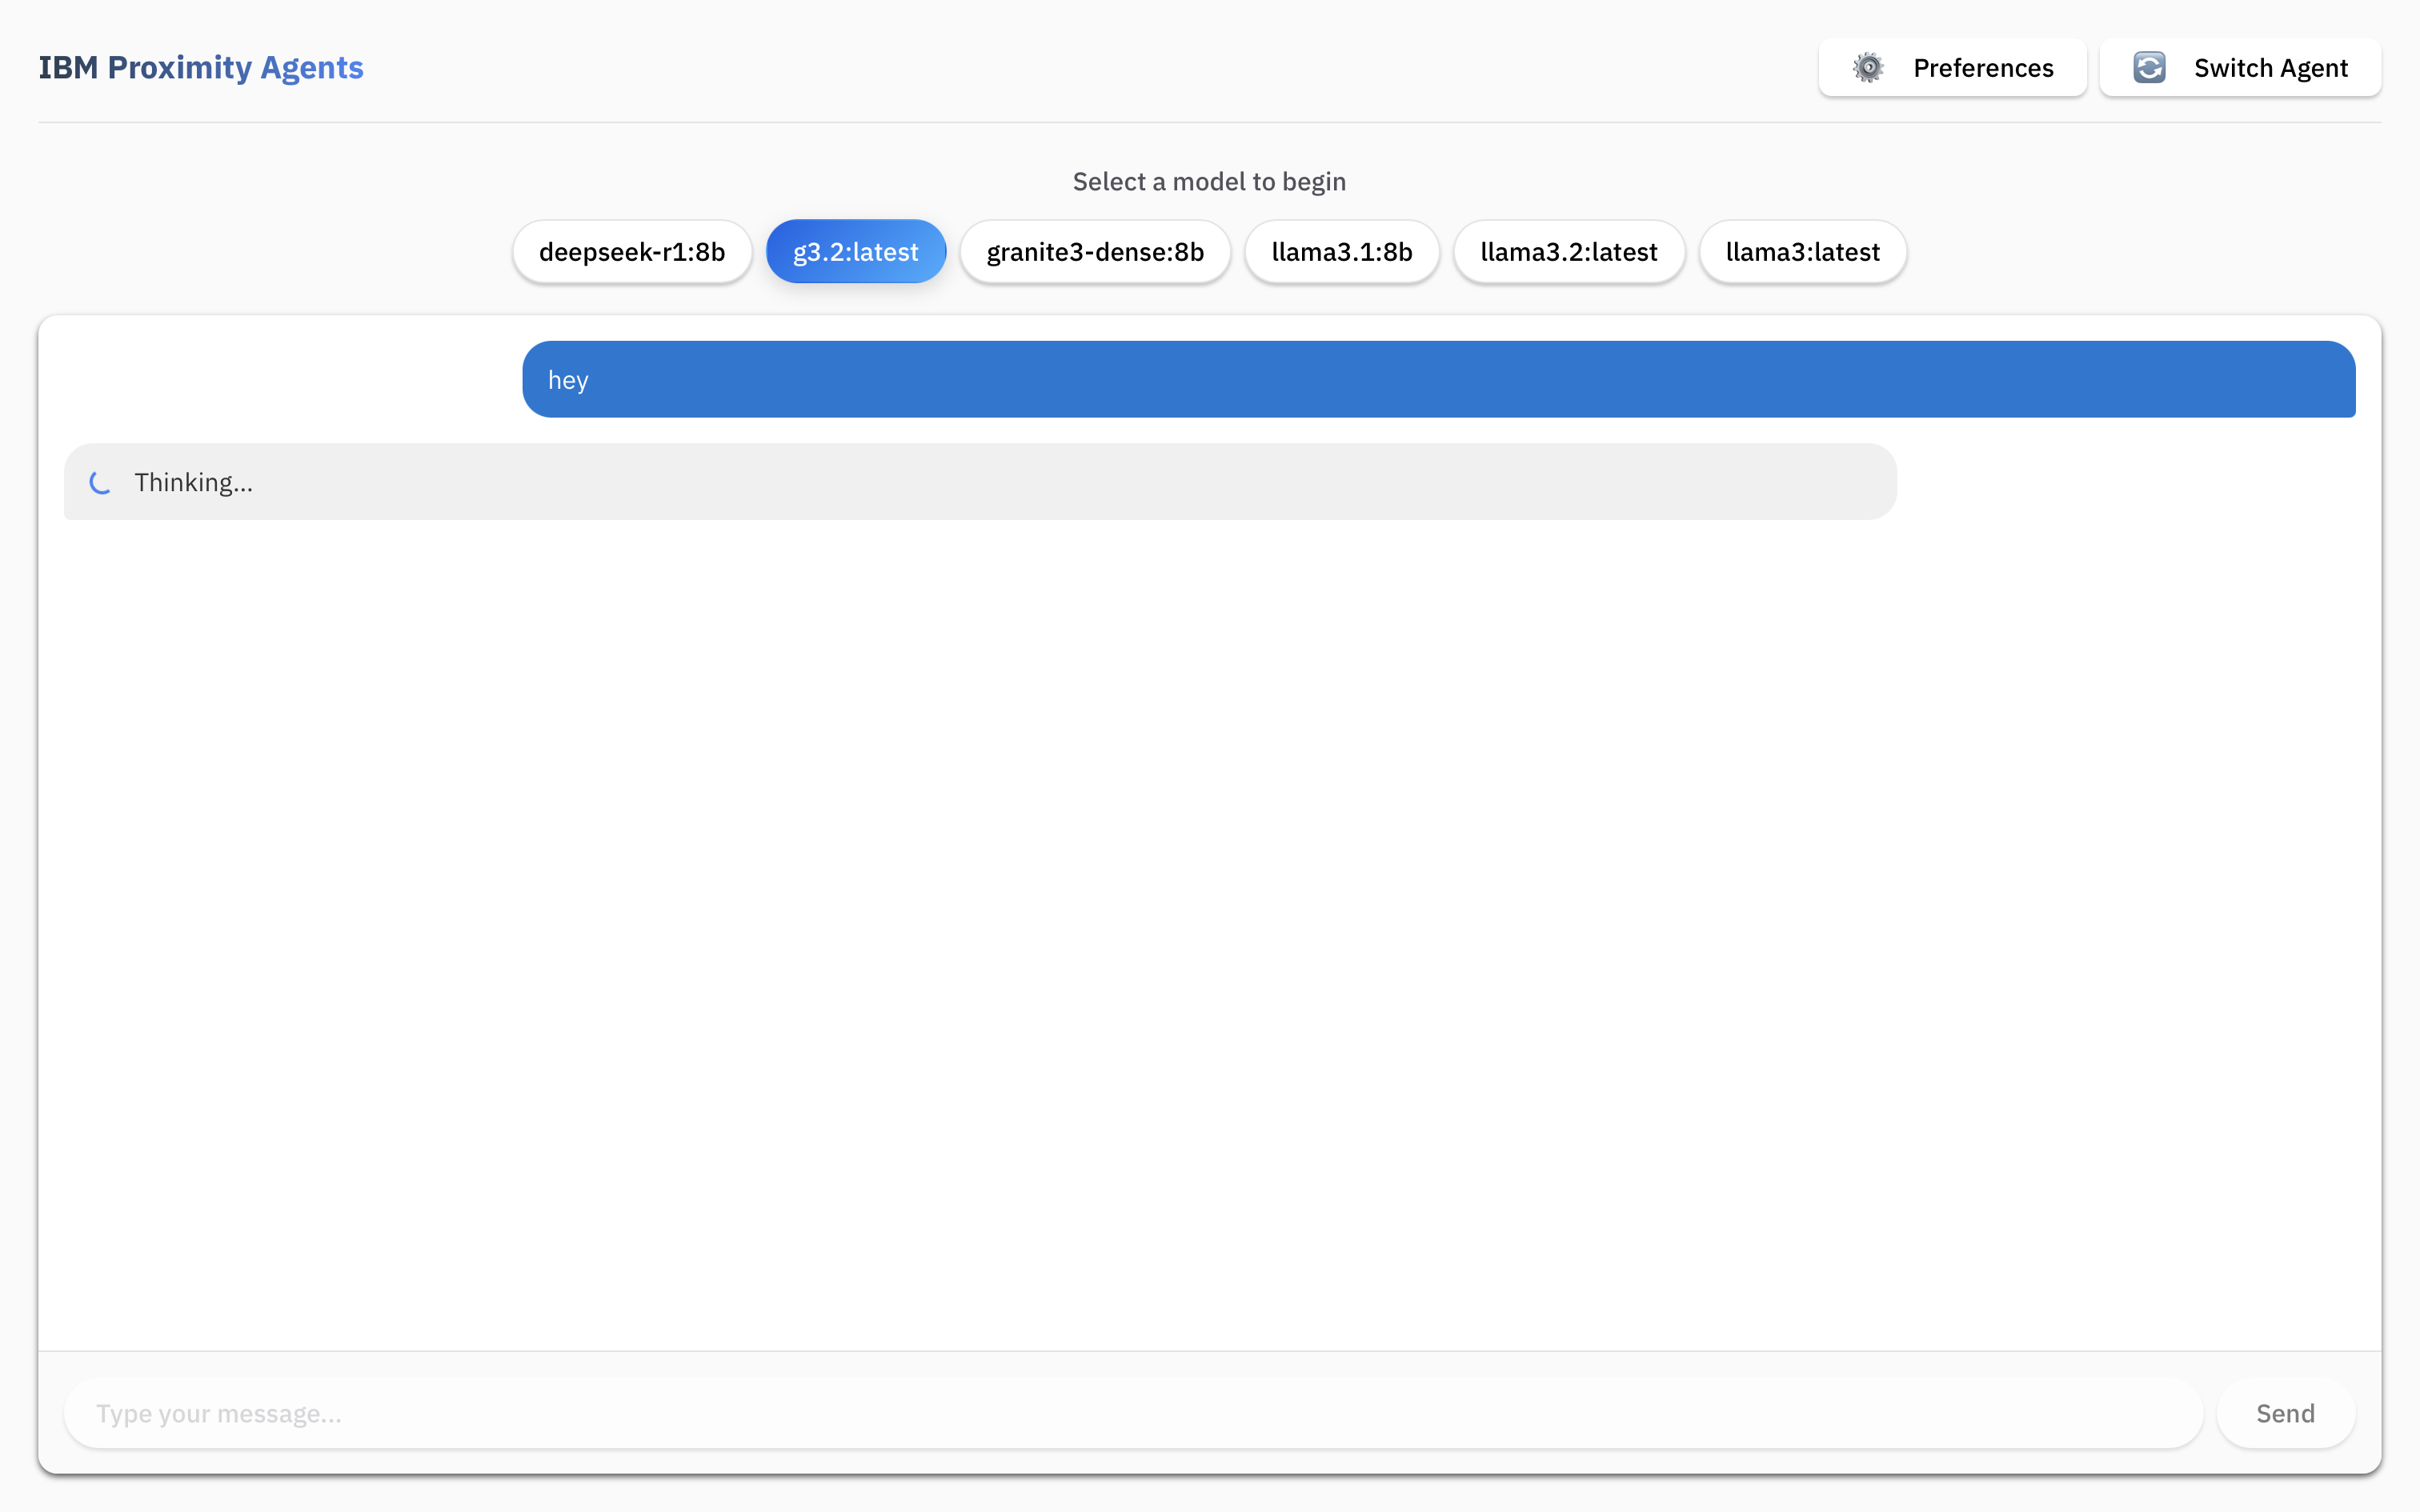 IBM Proximity Agents
Preferences
Switch Agent
Select a model to begin
deepseek-r1:8b
g3.2:latest
granite3-dense:8b
llama3.1:8b
llama3.2:latest
llama3:latest
hey
Thinking...
Type your message...
Send